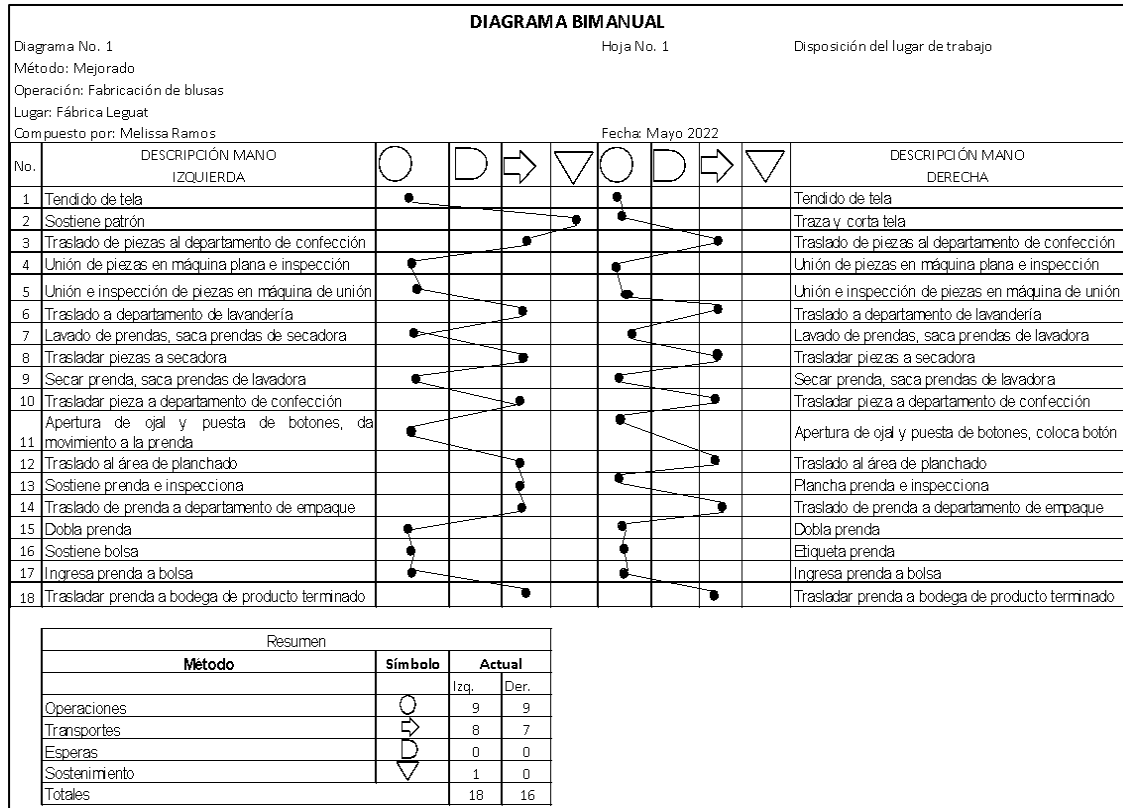 DIAGRAMA BIMANUAL
Diagrama No. 1 Hoja No. 1 Disposición del lugar de trabajo
Método: Mejorado
Operación: Fabricación de blusas
Lugar: Fábrica Leguat
Compuesto por: Melissa Ramos Fecha: Mayo 2022
No. DESCRIPCIÓN MANO IZQUIERDA DESCRIPCIÓN MANO DERECHA
1 Tendido de tela Tendido de tela
2 Sostiene patrón Traza y corta tela
3 Traslado de piezas al departamento de confección Traslado de piezas al departamento de confección
4 Unión de piezas en máquina plana e inspección Unión de piezas en máquina plana e inspección
5 Unión e inspección de piezas en máquina de unión Unión e inspección de piezas en máquina de unión
6 Traslado a departamento de lavandería Traslado a departamento de lavandería
7 Lavado de prendas, saca prendas de secadora Lavado de prendas, saca prendas de lavadora
8 Trasladar piezas a secadora Trasladar piezas a secadora
9 Secar prenda, saca prendas de lavadora Secar prenda, saca prendas de lavadora
10 Trasladar pieza a departamento de confección Trasladar pieza a departamento de confección
11 Apertura de ojal y puesta de botones, da movimiento a la prenda Apertura de ojal y puesta de botones, coloca botón
12 Traslado al área de planchado Traslado al área de planchado
13 Sostiene prenda e inspecciona Plancha prenda e inspecciona
14 Traslado de prenda a departamento de empaque Traslado de prenda a departamento de empaque
15 Dobla prenda Dobla prenda
16 Sostiene bolsa Etiqueta prenda
17 Ingresa prenda a bolsa Ingresa prenda a bolsa
18 Trasladar prenda a bodega de producto terminado Trasladar prenda a bodega de producto terminado
Resumen
Método Símbolo Actual
Izq. Der.
Operaciones 9 9
Transportes 8 7
Esperas 0 0
Sostenimiento 1 0
Totales 18 16